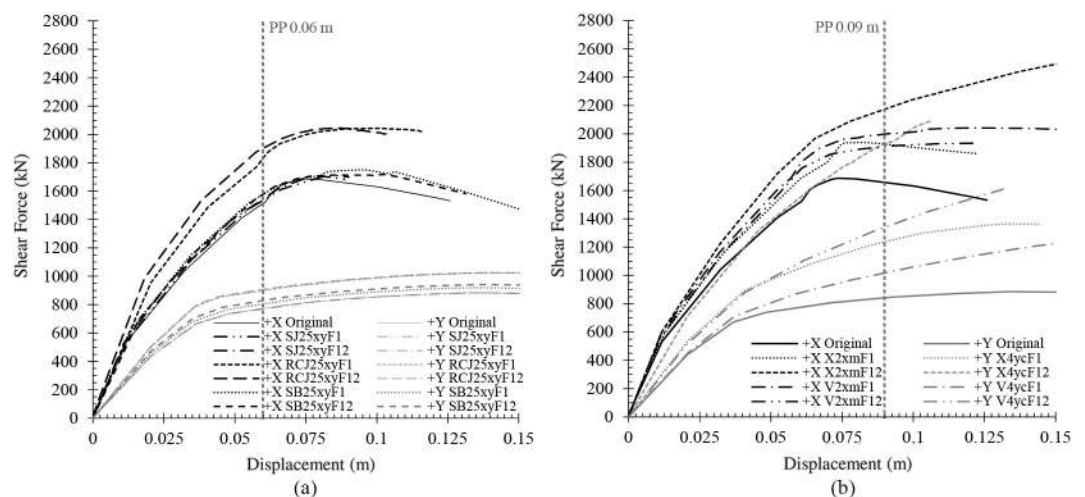 PP 0.06 m
2800
2600
2400
2200
2000
1800
1600
1400
1200
1000
800
600
400
200
0
Shear Force (kN)
+X Original
+X SJ25xyF1
+X SJ25xyF12
+X RCJ25xyF1
+X RCJ25xyF12
+X SB25xyF1
+X SB25xyF12
+Y Original
+Y SJ25xyF1
+Y SJ25xyF12
+Y RCJ25xyF1
+Y RCJ25xyF12
+Y SB25xyF1
+Y SB25xyF12
0 0.025 0.05 0.075 0.1 0.125 0.15
Displacement (m)
(a)
PP 0.09 m
2800
2600
2400
2200
2000
1800
1600
1400
1200
1000
800
600
400
200
0
Shear Force (kN)
+X Original
+X X2xmF1
+X X2xmF12
+X V2xmF1
+X V2xmF12
+Y Original
+Y X4ycF1
+Y X4ycF12
+Y V4ycF1
+Y V4ycF12
0 0.25 0.05 0.075 0.1 0.125 0.15
Displacement (m)
(b)